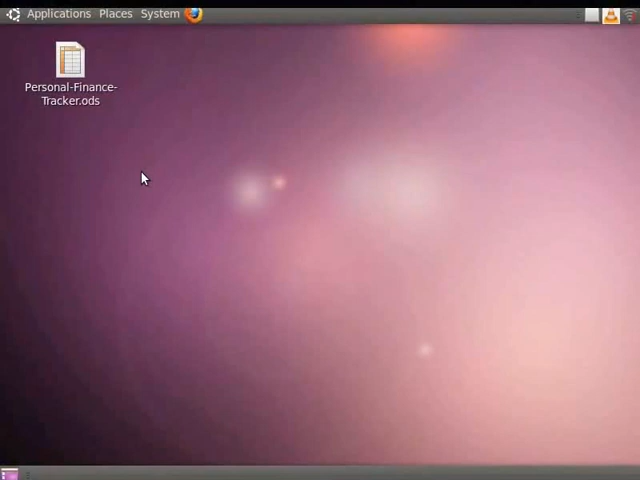 Applications Places System
Personal-Finance-
Tracker.ods